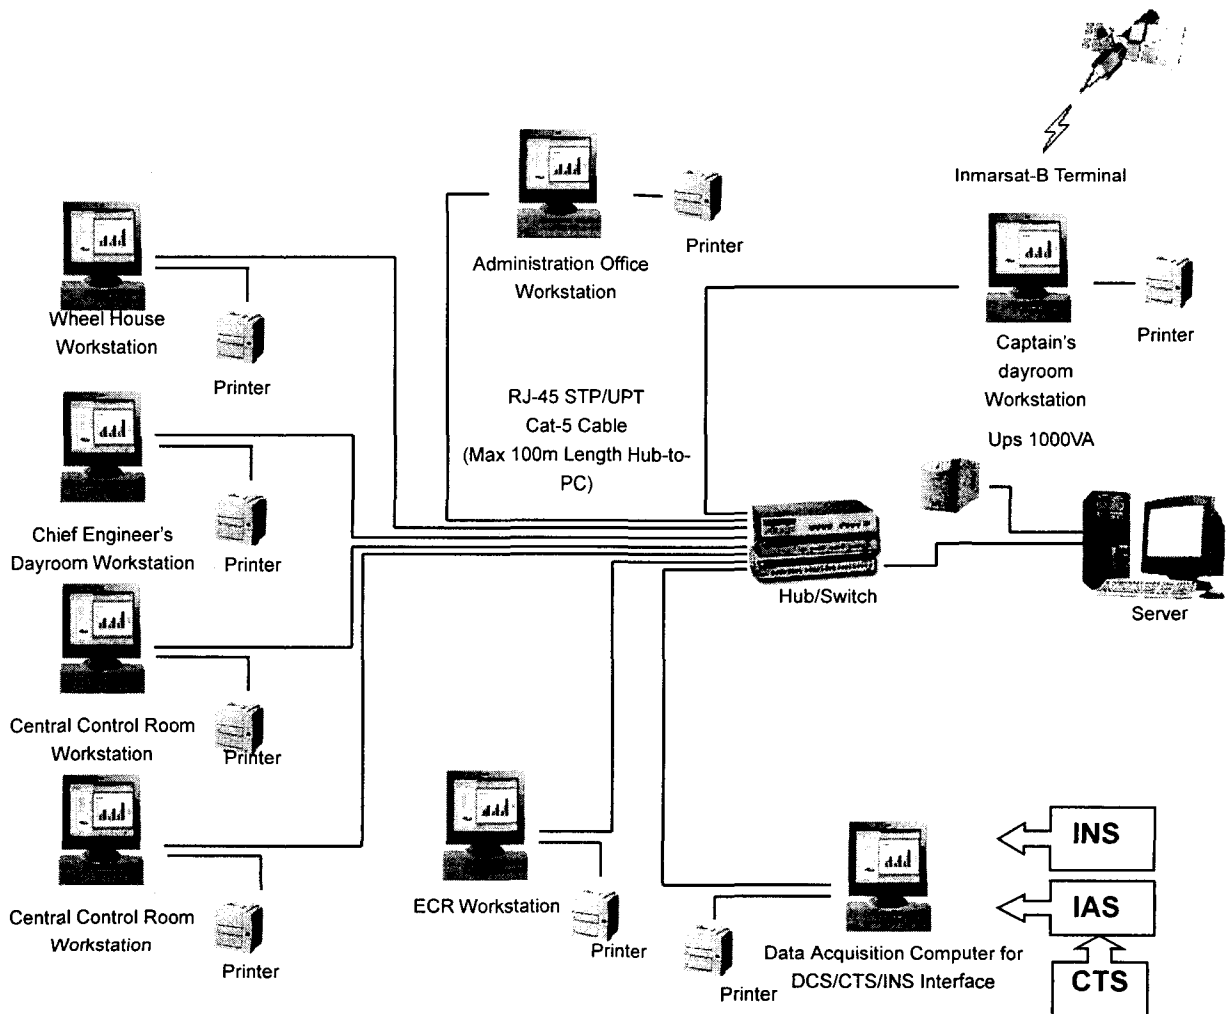 Inmarsat-B Terminal
Printer
Administration Office
Workstation
Wheel House
Workstation
Printer
Captain's
dayroom
Workstation
Printer
RJ-45 STP/UPT
Cat-5 Cable
(Max 100m Length Hub-to-
PC)
Ups 1000VA
Chief Engineer's
Dayroom Workstation
Printer
Hub/Switch
Server
Central Control Room
Workstation
Printer
INS
ECR Workstation
IAS
Central Control Room
Workstation
Printer
Printer
Data Acquisition Computer for
DCS/CTS/INS Interface
Printer
CTS